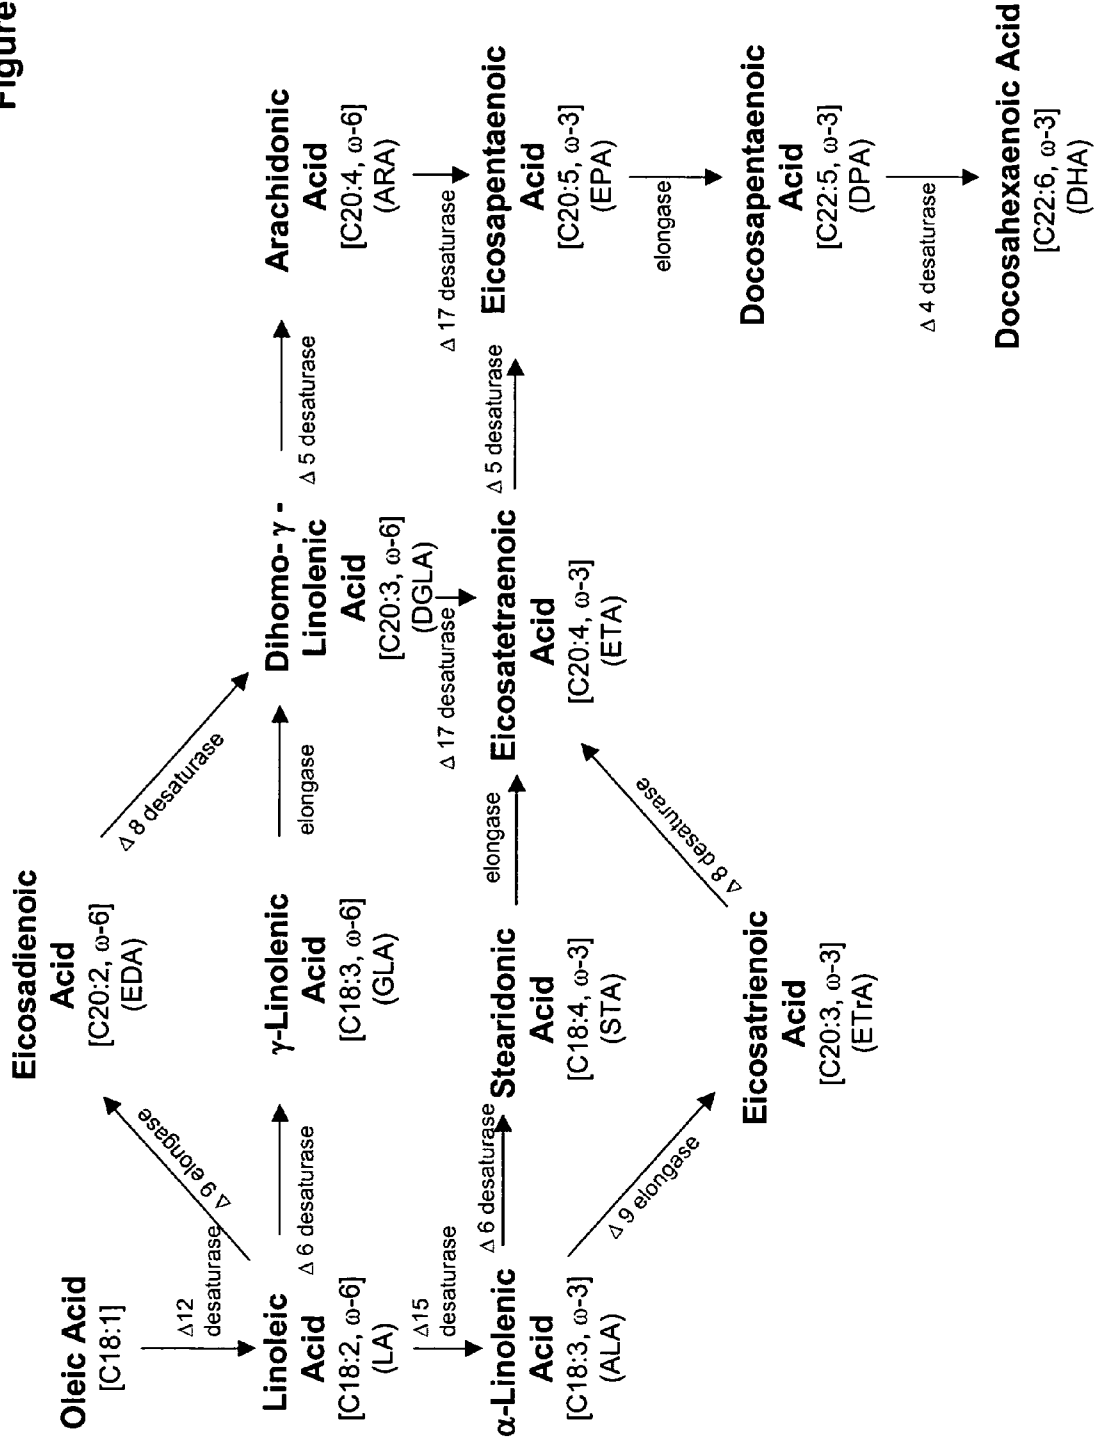 Figure
Oleic Acid
[C18:1]
Δ12
desaturase
Linoleic
Acid
[C18:2, ω-6]
(LA)
Δ15
desaturase
α-Linolenic
Acid
[C18:3, ω-3]
(ALA)
Δ 9 elongase
Δ 6 desaturase
Δ 6 desaturase
Δ 9 elongase
Eicosadienoic
Acid
[C20:2, ω-6]
(EDA)
γ-Linolenic
Acid
[C18:3, ω-6]
(GLA)
Stearidonic
Acid
[C18:4, ω-3]
(STA)
Eicosatrienoic
Acid
[C20:3, ω-3]
(ETrA)
Δ 8 desaturase
elongase
elongase
Δ 8 desaturase
Dihomo- γ -
Linolenic
Acid
[C20:3, ω-6]
(DGLA)
Δ 17 desaturase
Eicosatetraenoic
Acid
[C20:4, ω-3]
(ETA)
Δ 5 desaturase
Δ 5 desaturase
Arachidonic
Acid
[C20:4, ω-6]
(ARA)
Δ 17 desaturase
Eicosapentaenoic
Acid
[C20:5, ω-3]
(EPA)
elongase
Docosapentaenoic
Acid
[C22:5, ω-3]
(DPA)
Δ 4 desaturase
Docosahexaenoic Acid
[C22:6, ω-3]
(DHA)